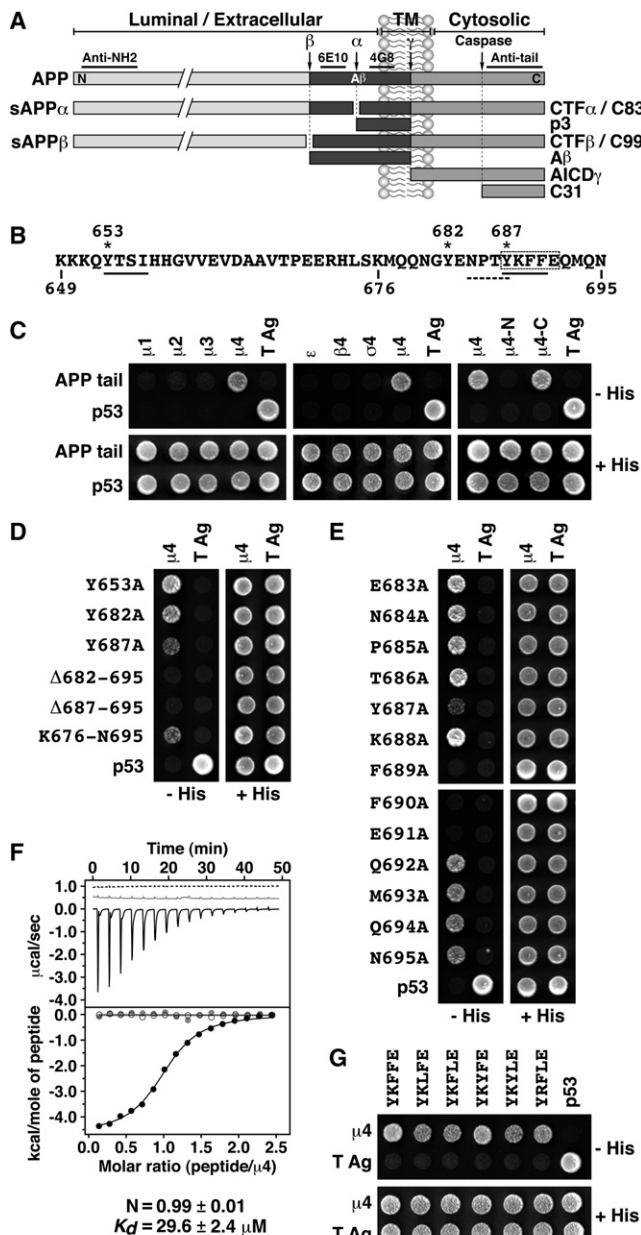 A
Luminal / Extracellular TM Cytosolic
β α γ Caspase
Anti-NH2 6E10 4G8 Anti-tail
APP N Aβ C
sAPPα CTFα / C83
p3
sAPPβ CTFβ / C99
Aβ
AICDγ
C31
B
653 682 687
* * *
KKKQYTSIHHGVVEVDAAVTPEERHLSKMQQNGYENPTYKFFEQMQN
649 676 695
C
μ1 μ2 μ3 μ4 T Ag ε β4 σ4 μ4 T Ag μ4 μ4-N μ4-C T Ag
APP tail
p53
- His
APP tail
p53
+ His
D
μ4 T Ag μ4 T Ag
Y653A
Y682A
Y687A
Δ682-695
Δ687-695
K676-N695
p53
- His + His
E
μ4 T Ag μ4 T Ag
E683A
N684A
P685A
T686A
Y687A
K688A
F689A
F690A
E691A
Q692A
M693A
Q694A
N695A
p53
- His + His
F
Time (min)
0 10 20 30 40 50
1.0
0.0
-1.0
-2.0
-3.0
-4.0
μcal/sec
0.0
-1.0
-2.0
-3.0
-4.0
kcal/mole of peptide
0.0 0.5 1.0 1.5 2.0 2.5
Molar ratio (peptide/μ4)
N = 0.99 ± 0.01
Kd = 29.6 ± 2.4 μM
G
YKFFE YKLFE YKFLE YKYFE YKYLE YRFLE p53
μ4
T Ag
- His
μ4
T Ag
+ His